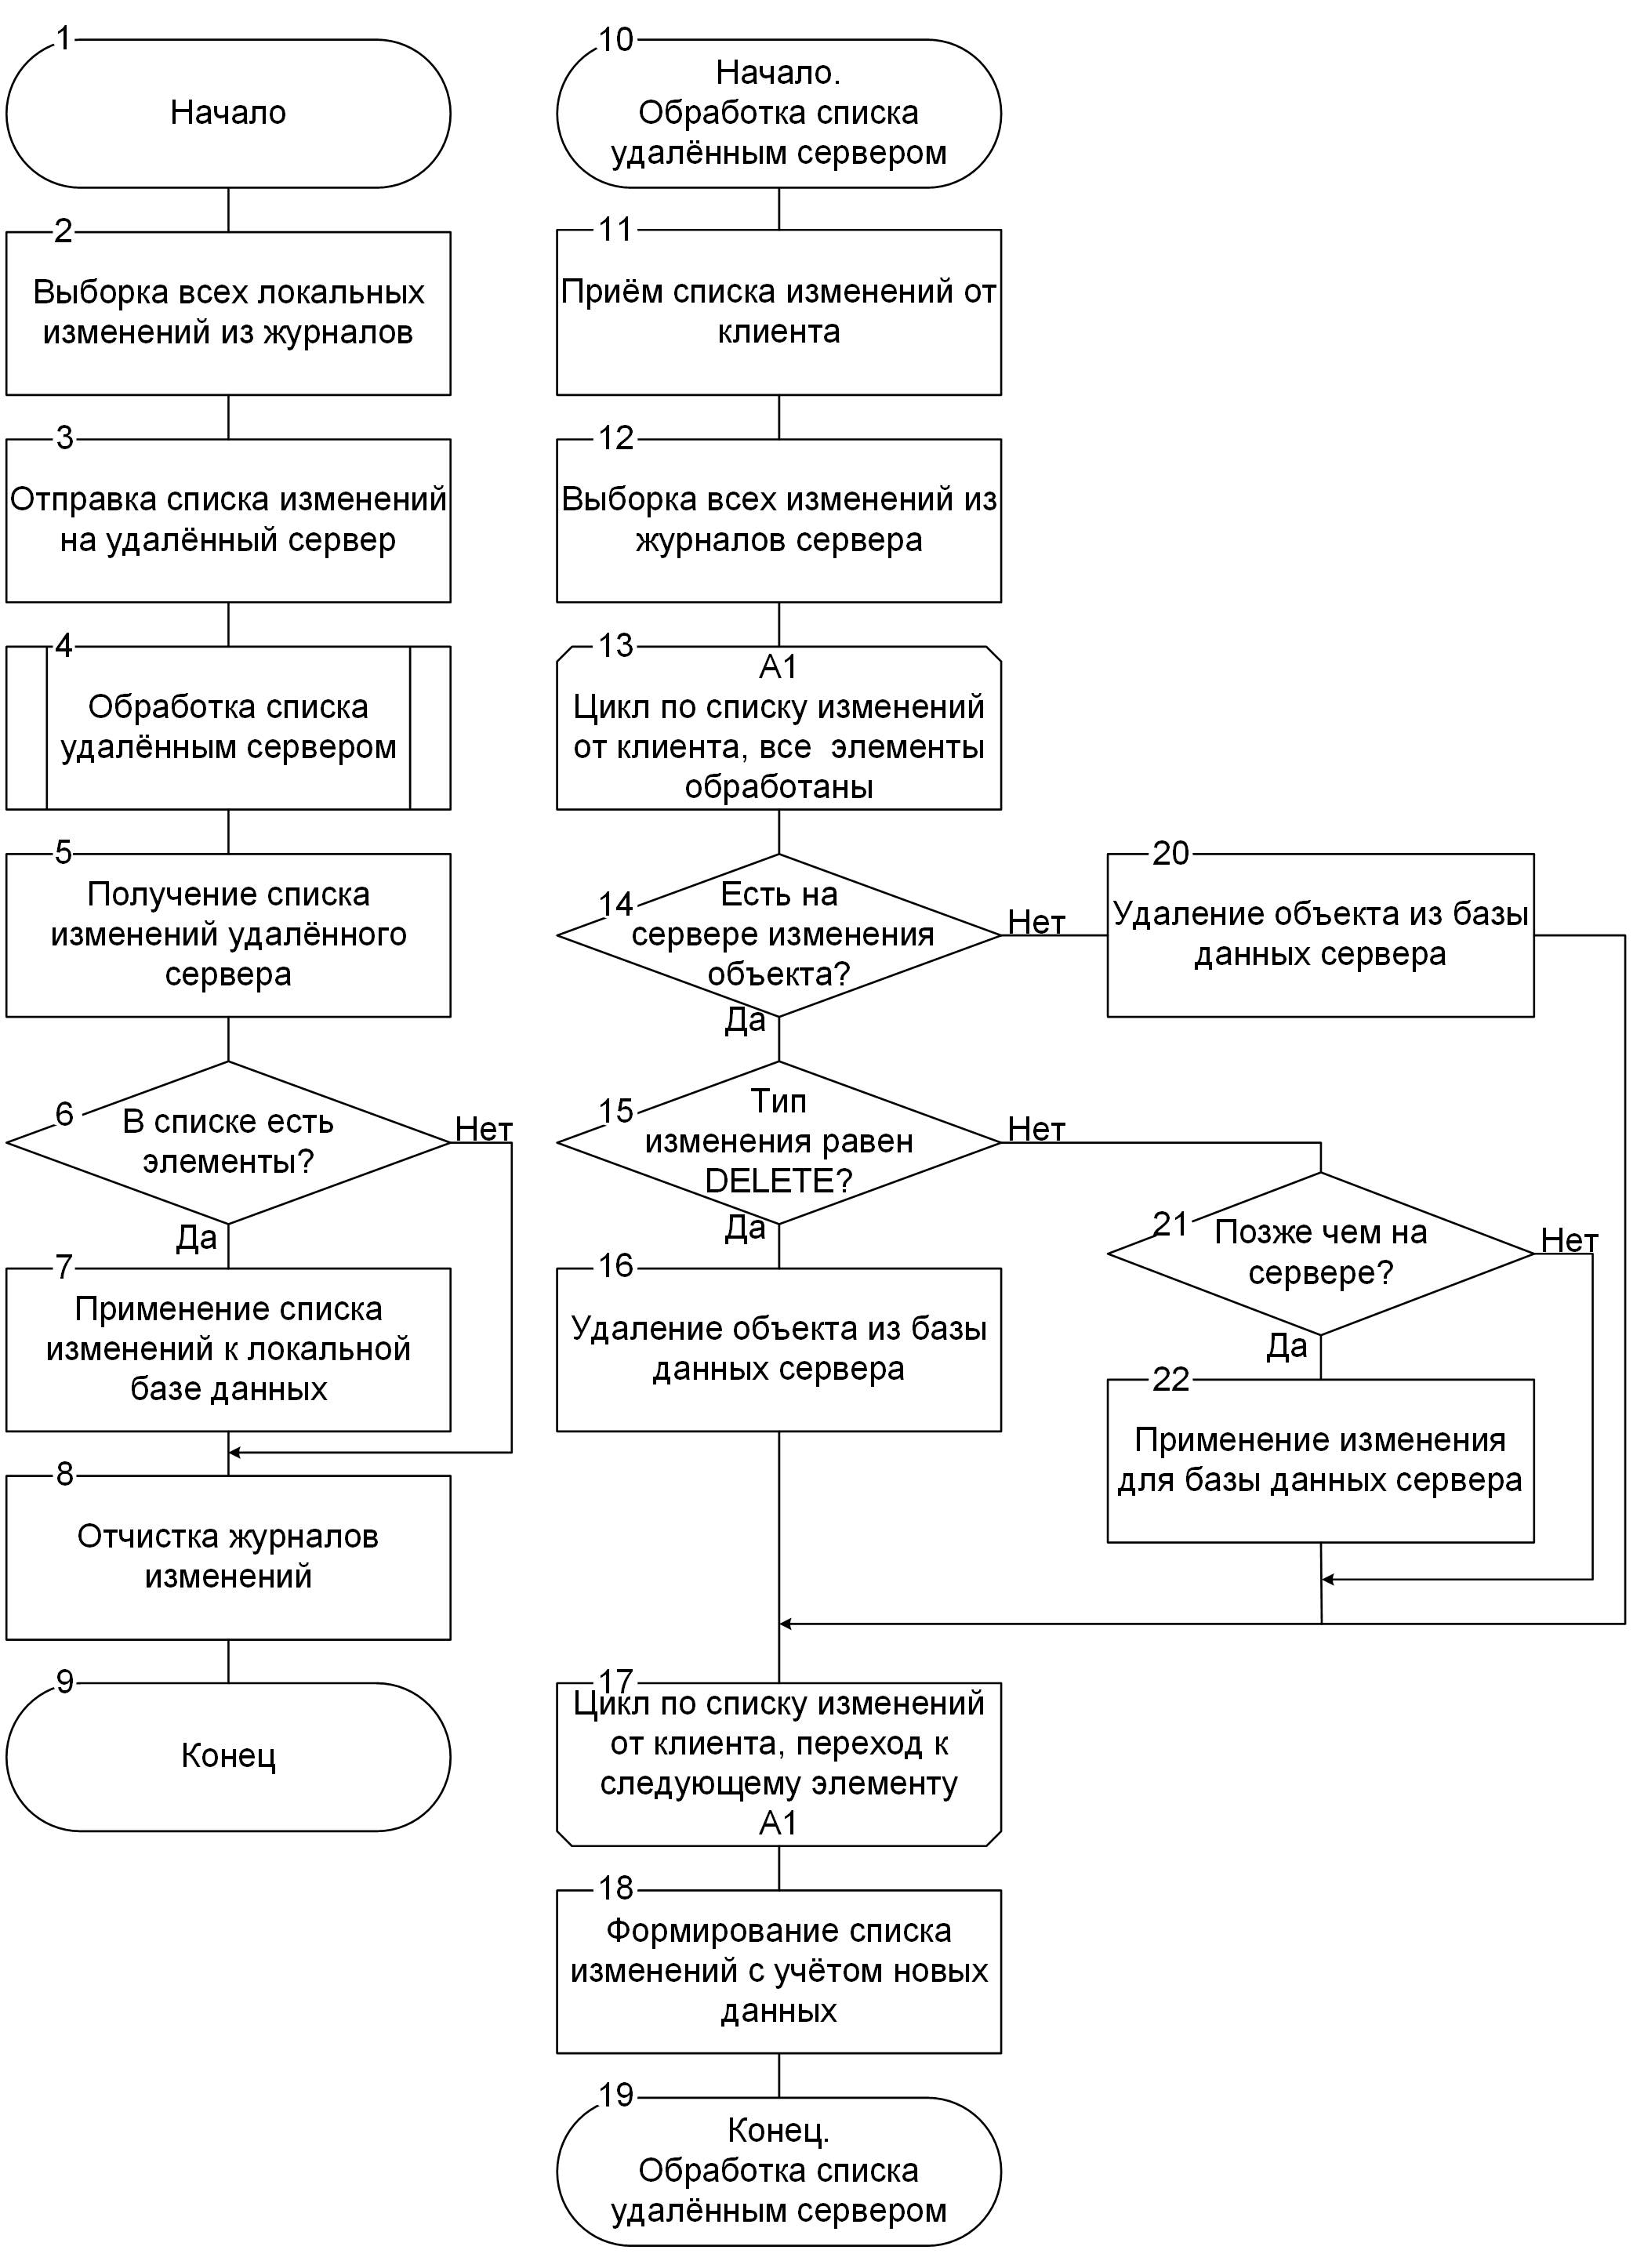 1
Начало
2
Выборка всех локальных
изменений из журналов
3
Отправка списка изменений
на удалённый сервер
4
Обработка списка
удалённым сервером
5
Получение списка
изменений удалённого
сервера
6
В списке есть
элементы?
Нет
Да
7
Применение списка
изменений к локальной
базе данных
8
Отчистка журналов
изменений
9
Конец
10
Начало.
Обработка списка
удалённым сервером
11
Приём списка изменений от
клиента
12
Выборка всех изменений из
журналов сервера
13
А1
Цикл по списку изменений
от клиента, все элементы
обработаны
14
Есть на
сервере изменения
объекта?
Нет
Да
15
Тип
изменения равен
DELETE?
Нет
Да
16
Удаление объекта из базы
данных сервера
17
Цикл по списку изменений
от клиента, переход к
следующему элементу
А1
18
Формирование списка
изменений с учётом новых
данных
19
Конец.
Обработка списка
удалённым сервером
20
Удаление объекта из базы
данных сервера
21
Позже чем на
сервере?
Нет
Да
22
Применение изменения
для базы данных сервера